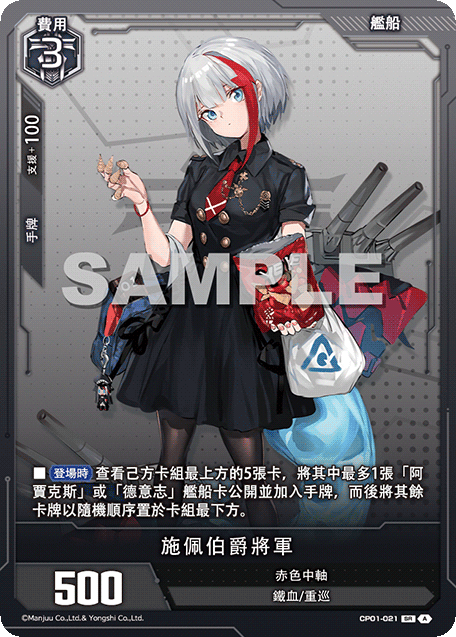 費用
3
艦船
支援+100
手牌
SAMPLE
■ 登場時 查看己方卡組最上方的5張卡，將其中最多1張「阿
賈克斯」或「德意志」艦船卡公開並加入手牌，而後將其餘
卡牌以隨機順序置於卡組最下方。
施佩伯爵將軍
500
赤色中軸
鐵血/重巡
©Manjuu Co.,Ltd.& Yongshi Co.,Ltd.
CP01-021 SR A